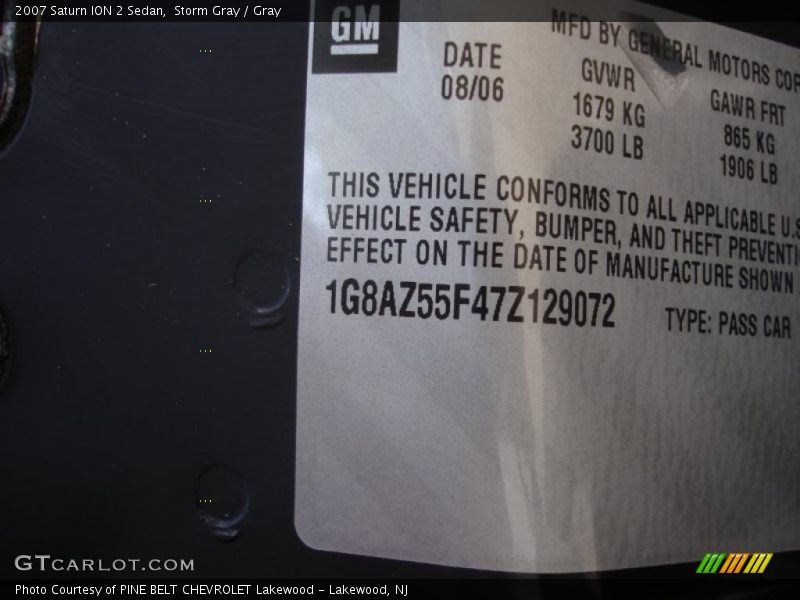 2007 Saturn ION 2 Sedan,  Storm Gray / Gray
GM
MFD BY GENERAL MOTORS COR
DATE
08/06
GVWR
1679 KG
3700 LB
GAWR FRT
865 KG
1906 LB
THIS VEHICLE CONFORMS TO ALL APPLICABLE U.S
VEHICLE SAFETY, BUMPER, AND THEFT PREVENTI
EFFECT ON THE DATE OF MANUFACTURE SHOWN
1G8AZ55F47Z129072
TYPE: PASS CAR
GTCARLOT.COM
Photo Courtesy of PINE BELT CHEVROLET Lakewood - Lakewood, NJ